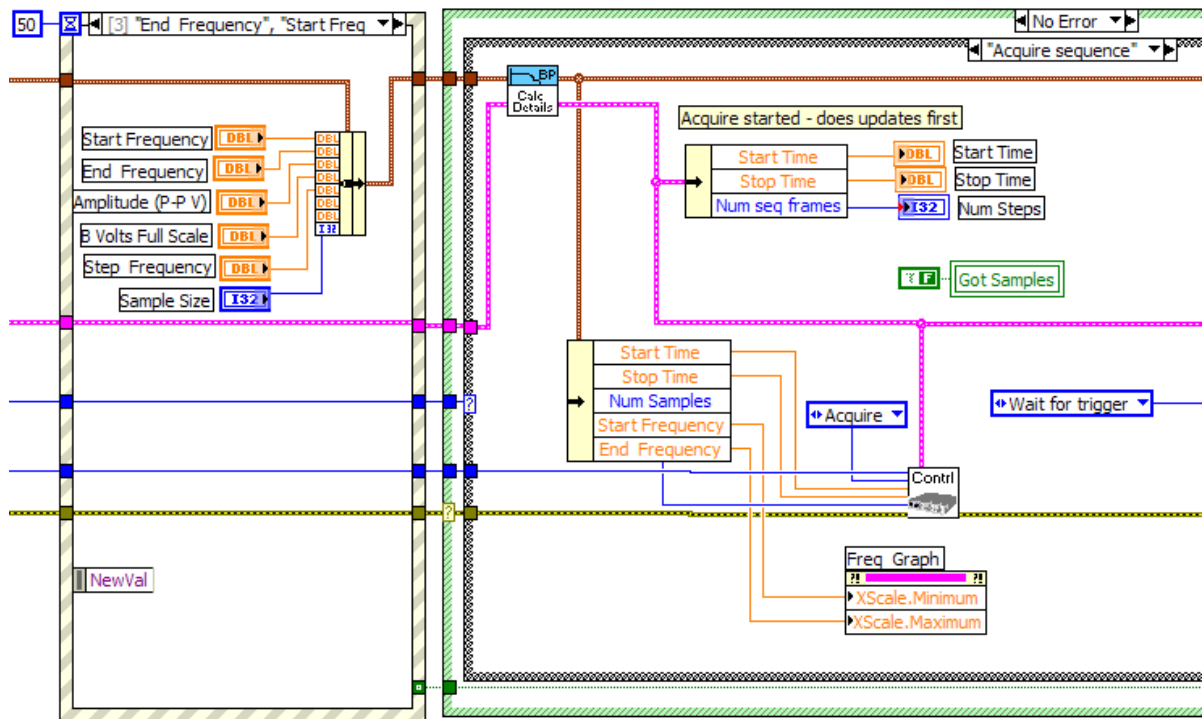 50
[3] "End Frequency", "Start Freq
Start Frequency
DBL
End Frequency
DBL
Amplitude (P-P V)
DBL
B Volts Full Scale
DBL
Step Frequency
DBL
Sample Size
I32
DBL
DBL
DBL
DBL
DBL
DBL
DBL
I32
NewVal
No Error
"Acquire sequence"
BP
Calc
Details
Acquire started - does updates first
Start Time
DBL
Start Time
Stop Time
DBL
Stop Time
Num seq frames
I32
Num Steps
? F
Got Samples
Start Time
Stop Time
Num Samples
Start Frequency
End Frequency
Acquire
Wait for trigger
Contrl
Freq Graph
?!
?!
XScale.Minimum
XScale.Maximum
?
?